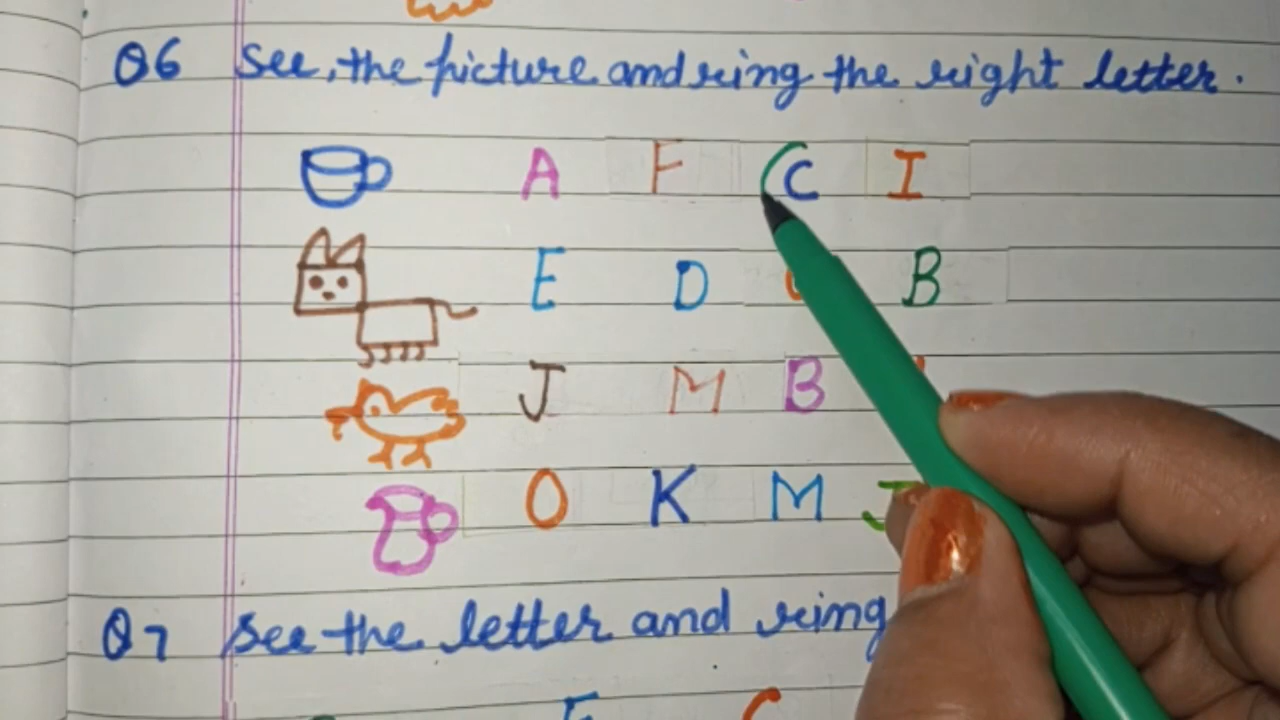 Q6 See, the picture and ring the right letter.
A F C I
E D B
J M B
O K M J
Q7 See the letter and ring
F C